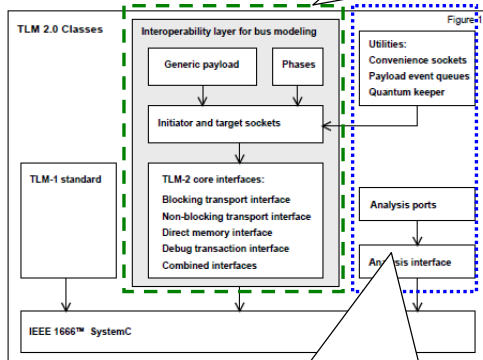 Figure 1
TLM 2.0 Classes
Interoperability layer for bus modeling
Generic payload
Phases
Utilities:
Convenience sockets
Payload event queues
Quantum keeper
Initiator and target sockets
TLM-1 standard
TLM-2 core interfaces:
Blocking transport interface
Non-blocking transport interface
Direct memory interface
Debug transaction interface
Combined interfaces
Analysis ports
Analysis interface
IEEE 1666™ SystemC